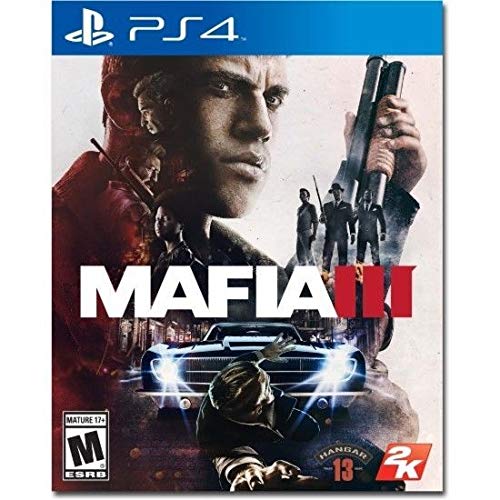 PS4
MAFIA III
MATURE 17+
M
ESRB
HANGAR
13
2K